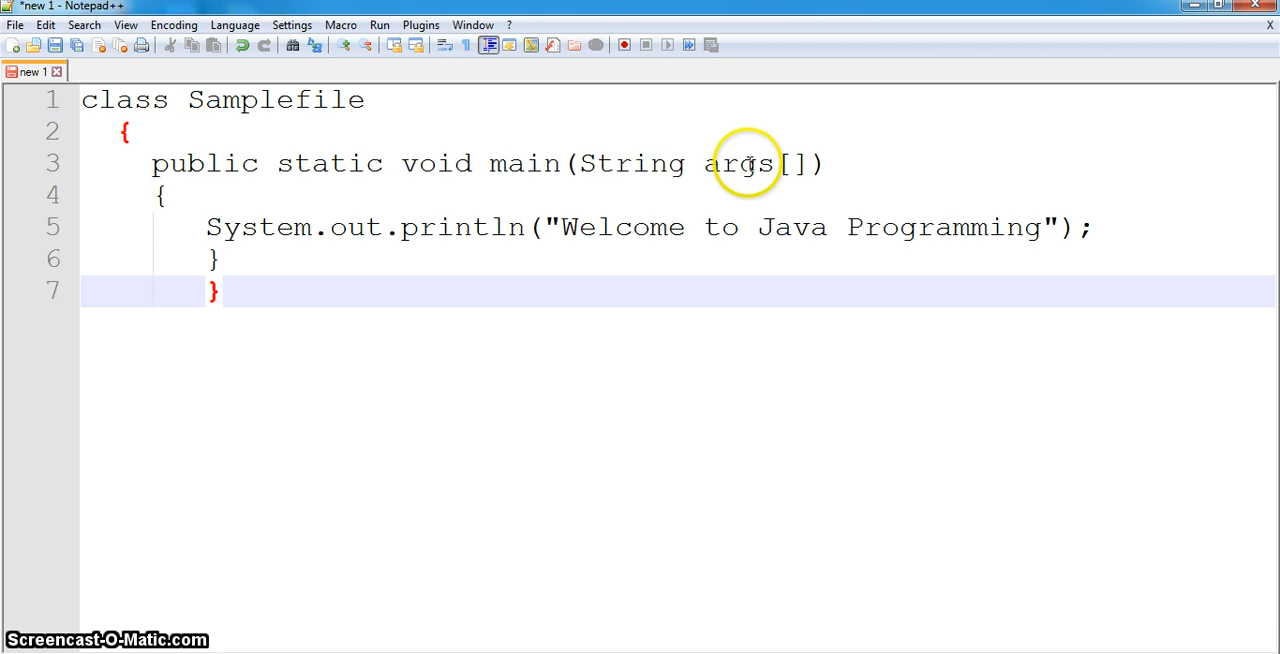 *new 1 - Notepad++
File Edit Search View Encoding Language Settings Macro Run Plugins Window ? X
new 1
1 class Samplefile
2 {
3 public static void main(String args[])
4 {
5 System.out.println("Welcome to Java Programming");
6 }
7 }
Screencast-O-Matic.com